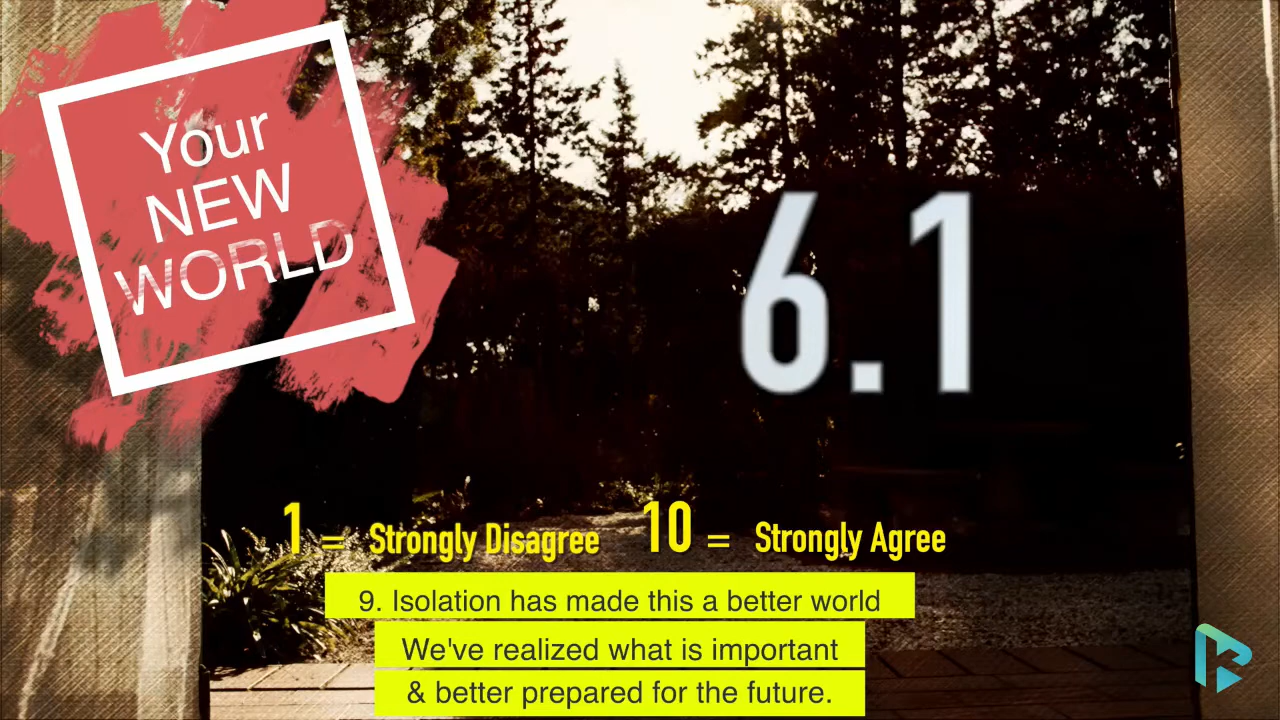 Your
NEW
WORLD
6.1
1 = Strongly Disagree 10 = Strongly Agree
9. Isolation has made this a better world
We've realized what is important
& better prepared for the future.